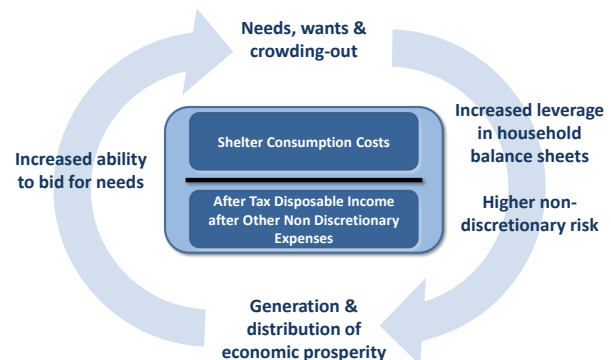 Needs, wants &
crowding-out
Increased leverage
in household
balance sheets
Higher non-
discretionary risk
Generation &
distribution of
economic prosperity
Increased ability
to bid for needs
Shelter Consumption Costs
After Tax Disposable Income
after Other Non Discretionary
Expenses